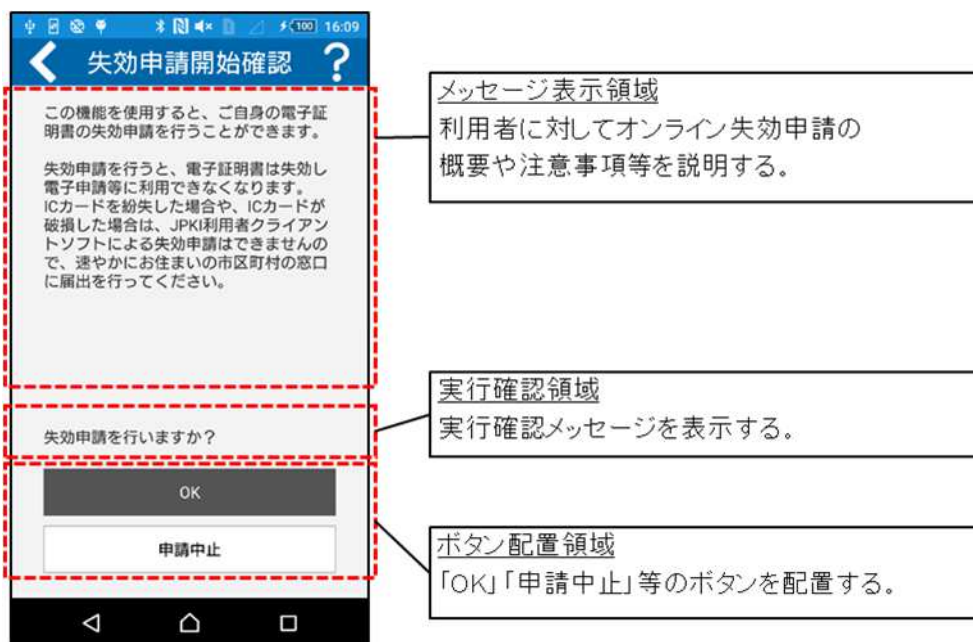 100 16:09
失効申請開始確認 ?
この機能を使用すると、ご自身の電子証
明書の失効申請を行うことができます。
失効申請を行うと、電子証明書は失効し
電子申請等に利用できなくなります。
ICカードを紛失した場合や、ICカードが
破損した場合は、JPKI利用者クライアン
トソフトによる失効申請はできませんの
で、速やかにお住まいの市区町村の窓口
に届出を行ってください。
失効申請を行いますか？
OK
申請中止
メッセージ表示領域
利用者に対してオンライン失効申請の
概要や注意事項等を説明する。
実行確認領域
実行確認メッセージを表示する。
ボタン配置領域
「OK」「申請中止」等のボタンを配置する。